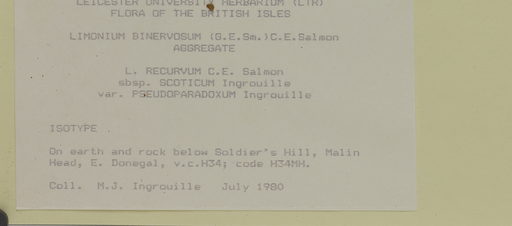 LEICESTER UNIVERSITY HERBARIUM (LTR)
FLORA OF THE BRITISH ISLES
LIMONIUM BINERVOSUM (G.E.Sm.)C.E.Salmon
AGGREGATE
L. RECURVUM C.E. Salmon
sbsp. SCOTICUM Ingrouille
var. PSEUDOPARADOXUM Ingrouille
ISOTYPE .
On earth and rock below Soldier's Hill, Malin
Head, E. Donegal, v.c.H34; code H34MH.
Coll. M.J. Ingrouille July 1980